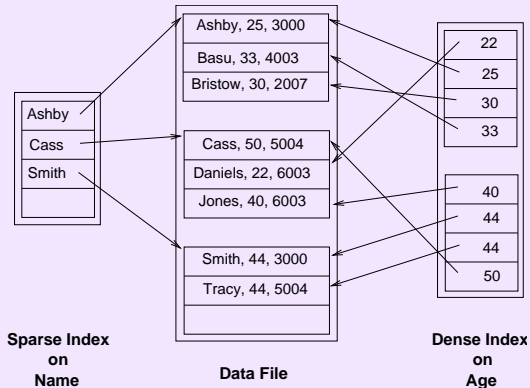 Ashby
Cass
Smith
Sparse Index
on
Name
Ashby, 25, 3000
Basu, 33, 4003
Bristow, 30, 2007
Cass, 50, 5004
Daniels, 22, 6003
Jones, 40, 6003
Smith, 44, 3000
Tracy, 44, 5004
Data File
22
25
30
33
40
44
44
50
Dense Index
on
Age